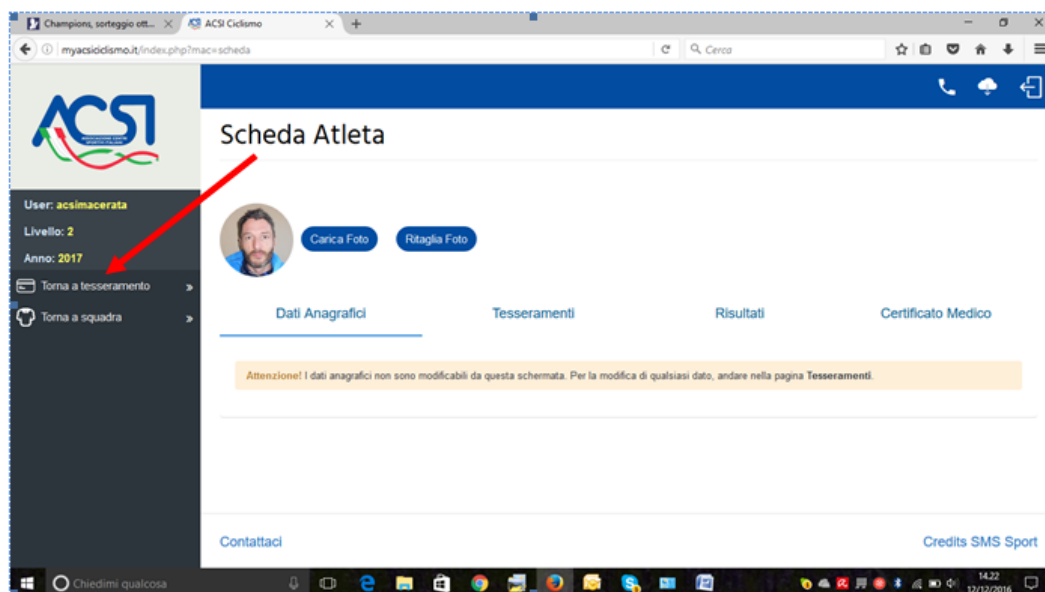 Champions, sorteggio ott...
ACSI Ciclismo
myacsiciclismo.it/index.php?mac=scheda
Cerca
ACSI
Scheda Atleta
User: acsimacerata
Livello: 2
Anno: 2017
Carica Foto
Ritaglia Foto
Torna a tesseramento
Torna a squadra
Dati Anagrafici
Tesseramenti
Risultati
Certificato Medico
Attenzione! I dati anagrafici non sono modificabili da questa schermata. Per la modifica di qualsiasi dato, andare nella pagina Tesseramenti.
Contattaci
Credits SMS Sport
Chiedimi qualcosa
14.22
12/12/2016